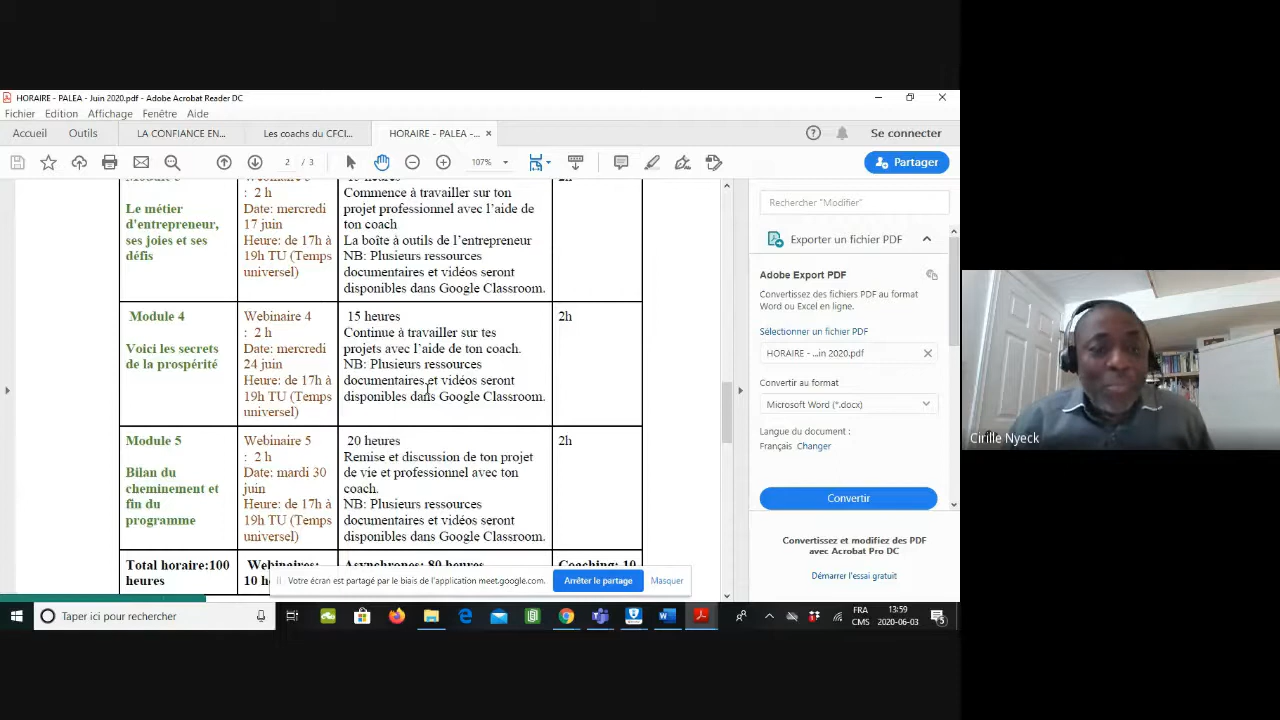 HORAIRE - PALEA - Juin 2020.pdf - Adobe Acrobat Reader DC
Fichier Edition Affichage Fenêtre Aide
Accueil Outils LA CONFIANCE EN... Les coachs du CFCI... HORAIRE - PALEA -... × Se connecter
2 / 3 107% Partager
Le métier
d'entrepreneur,
ses joies et ses
défis
: 2 h
Date: mercredi
17 juin
Heure: de 17h à
19h TU (Temps
universel)
Commence à travailler sur ton
projet professionnel avec l'aide de
ton coach
La boîte à outils de l'entrepreneur
NB: Plusieurs ressources
documentaires et vidéos seront
disponibles dans Google Classroom.
Module 4
Voici les secrets
de la prospérité
Webinaire 4
: 2 h
Date: mercredi
24 juin
Heure: de 17h à
19h TU (Temps
universel)
15 heures
Continue à travailler sur tes
projets avec l'aide de ton coach.
NB: Plusieurs ressources
documentaires et vidéos seront
disponibles dans Google Classroom.
2h
Module 5
Bilan du
cheminement et
fin du
programme
Webinaire 5
: 2 h
Date: mardi 30
juin
Heure: de 17h à
19h TU (Temps
universel)
20 heures
Remise et discussion de ton projet
de vie et professionnel avec ton
coach.
NB: Plusieurs ressources
documentaires et vidéos seront
disponibles dans Google Classroom.
2h
Total horaire:100
heures
Webinaires:
10 h
Asynchrones: 80 heures
Coaching: 10
Votre écran est partagé par le biais de l'application meet.google.com. Arrêter le partage Masquer
Rechercher "Modifier"
Exporter un fichier PDF
Adobe Export PDF
Convertissez des fichiers PDF au format
Word ou Excel en ligne.
Sélectionner un fichier PDF
HORAIRE - ...in 2020.pdf
Convertir au format
Microsoft Word (*.docx)
Langue du document :
Français Changer
Convertir
Convertissez et modifiez des PDF
avec Acrobat Pro DC
Démarrer l'essai gratuit
Cirille Nyeck
Taper ici pour rechercher
FRA
CMS
13:59
2020-06-03
5